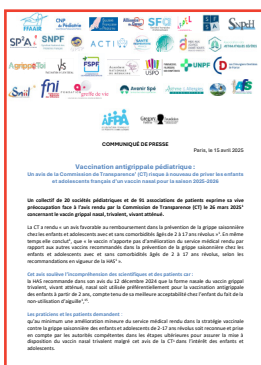 FFAAIR
CNP
SNPF
ACTIV
FSPF
USPO
UNPF
AgrippeToi
Avenir Spé
fni
AFPA
COMMUNIQUÉ DE PRESSE
Paris, le 15 avril 2025
Vaccination antigrippale pédiatrique :
Un avis de la Commission de Transparence¹ (CT) risque à nouveau de priver les enfants
et adolescents français d'un vaccin nasal pour la saison 2025-2026
Un collectif de 20 sociétés pédiatriques et de 91 associations de patients exprime sa vive
préoccupation face à l'avis rendu par la Commission de Transparence (CT) le 26 mars 2025²
concernant le vaccin grippal nasal, trivalent, vivant atténué.
La CT a rendu « un avis favorable au remboursement dans la prévention de la grippe saisonnière
chez les enfants et adolescents avec et sans comorbidités âgés de 2 à 17 ans révolus ». En même
temps elle conclut, que « le vaccin n'apporte pas d'amélioration du service médical rendu par
rapport aux autres vaccins recommandés dans la prévention de la grippe saisonnière chez les
enfants et adolescents avec et sans comorbidités âgés de 2 à 17 ans révolus, selon les
recommandations en vigueur de la HAS ».
Cet avis soulève l'incompréhension des scientifiques et des patients car :
la HAS recommande dans son avis du 12 décembre 2024 que la forme nasale du vaccin grippal
trivalent, vivant atténué, nasal soit utilisée préférentiellement pour la vaccination antigrippale
des enfants à partir de 2 ans, compte tenu de sa meilleure acceptabilité chez l'enfant du fait de la
non-utilisation d'aiguille
Les praticiens et les patients demandent :
qu'au minimum une amélioration mineure du service médical rendu dans la stratégie vaccinale
contre la grippe saisonnière des enfants et adolescents de 2-17 ans révolus soit reconnue et prise
en compte par les autorités compétentes dans les étapes ultérieures pour assurer la mise à
disposition du vaccin nasal trivalent malgré cet avis de la CT dans l'intérêt des enfants et
adolescents.